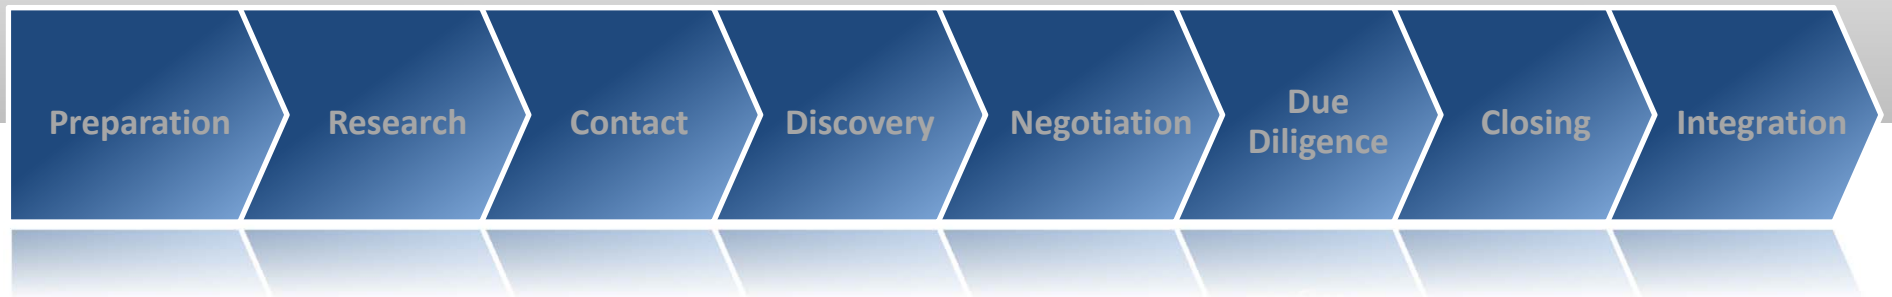 Preparation
Research
Contact
Discovery
Negotiation
Due
Diligence
Closing
Integration